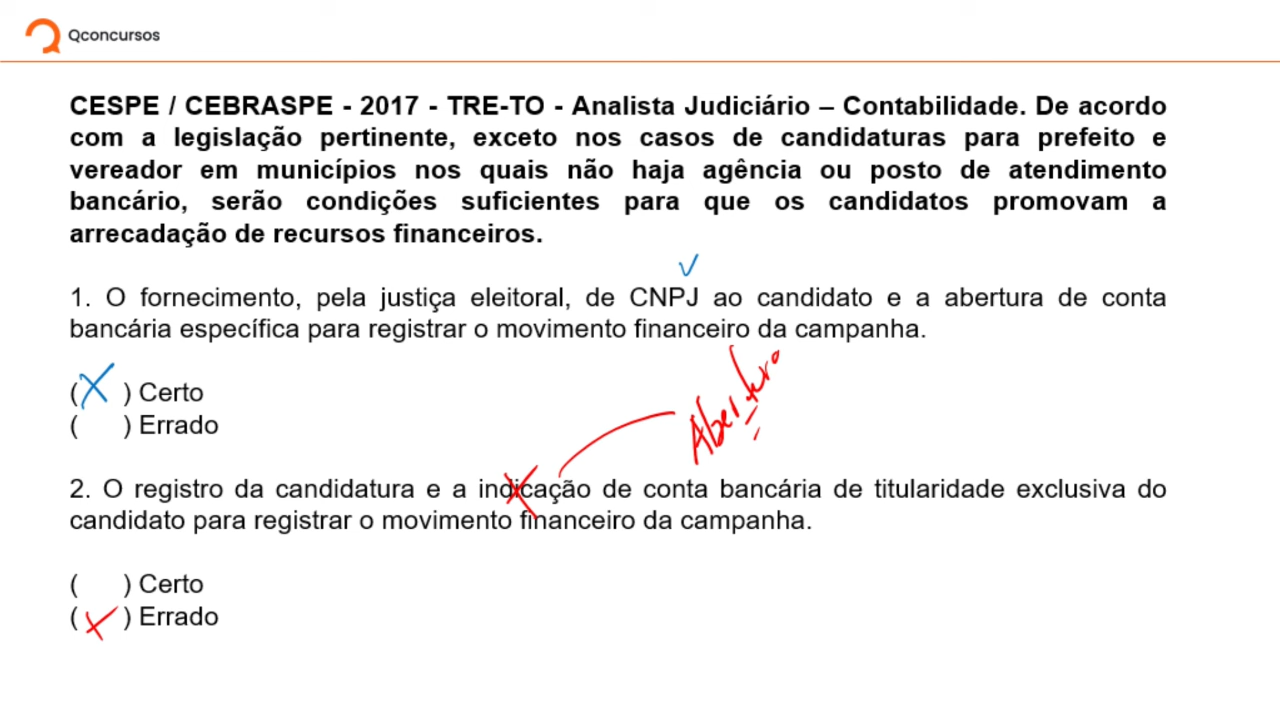 Qconcursos
CESPE / CEBRASPE - 2017 - TRE-TO - Analista Judiciário – Contabilidade. De acordo
com a legislação pertinente, exceto nos casos de candidaturas para prefeito e
vereador em municípios nos quais não haja agência ou posto de atendimento
bancário, serão condições suficientes para que os candidatos promovam a
arrecadação de recursos financeiros.
1. O fornecimento, pela justiça eleitoral, de CNPJ ao candidato e a abertura de conta
bancária específica para registrar o movimento financeiro da campanha.
(X) Certo
( ) Errado
Abertura
2. O registro da candidatura e a indicação de conta bancária de titularidade exclusiva do
candidato para registrar o movimento financeiro da campanha.
( ) Certo
(X) Errado